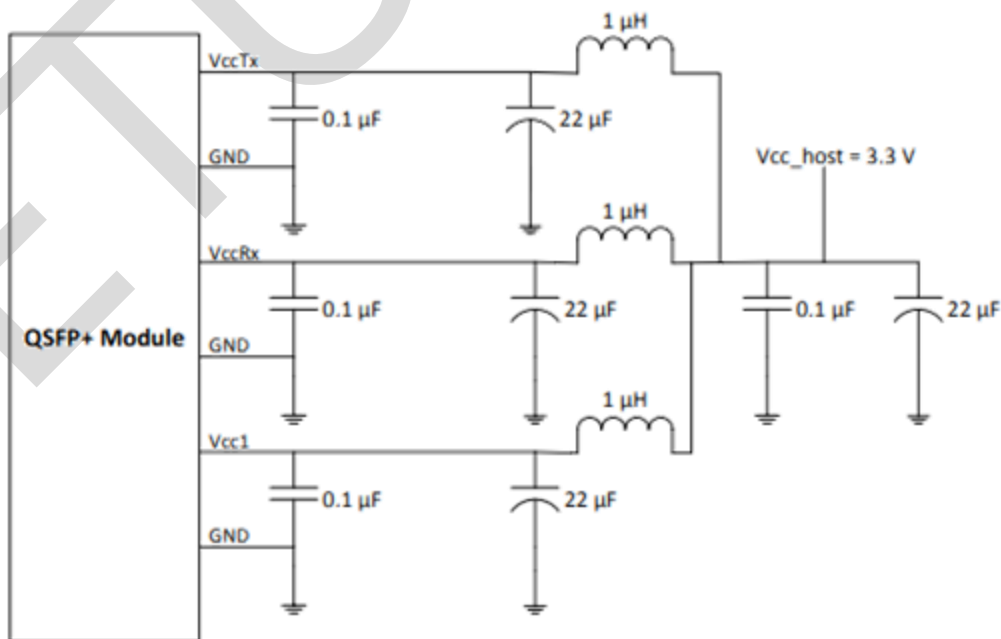 1 μH
VccTx
0.1 μF
22 μF
GND
Vcc_host = 3.3 V
1 μH
VccRx
0.1 μF
22 μF
0.1 μF
22 μF
QSFP+ Module
GND
1 μH
Vcc1
0.1 μF
22 μF
GND